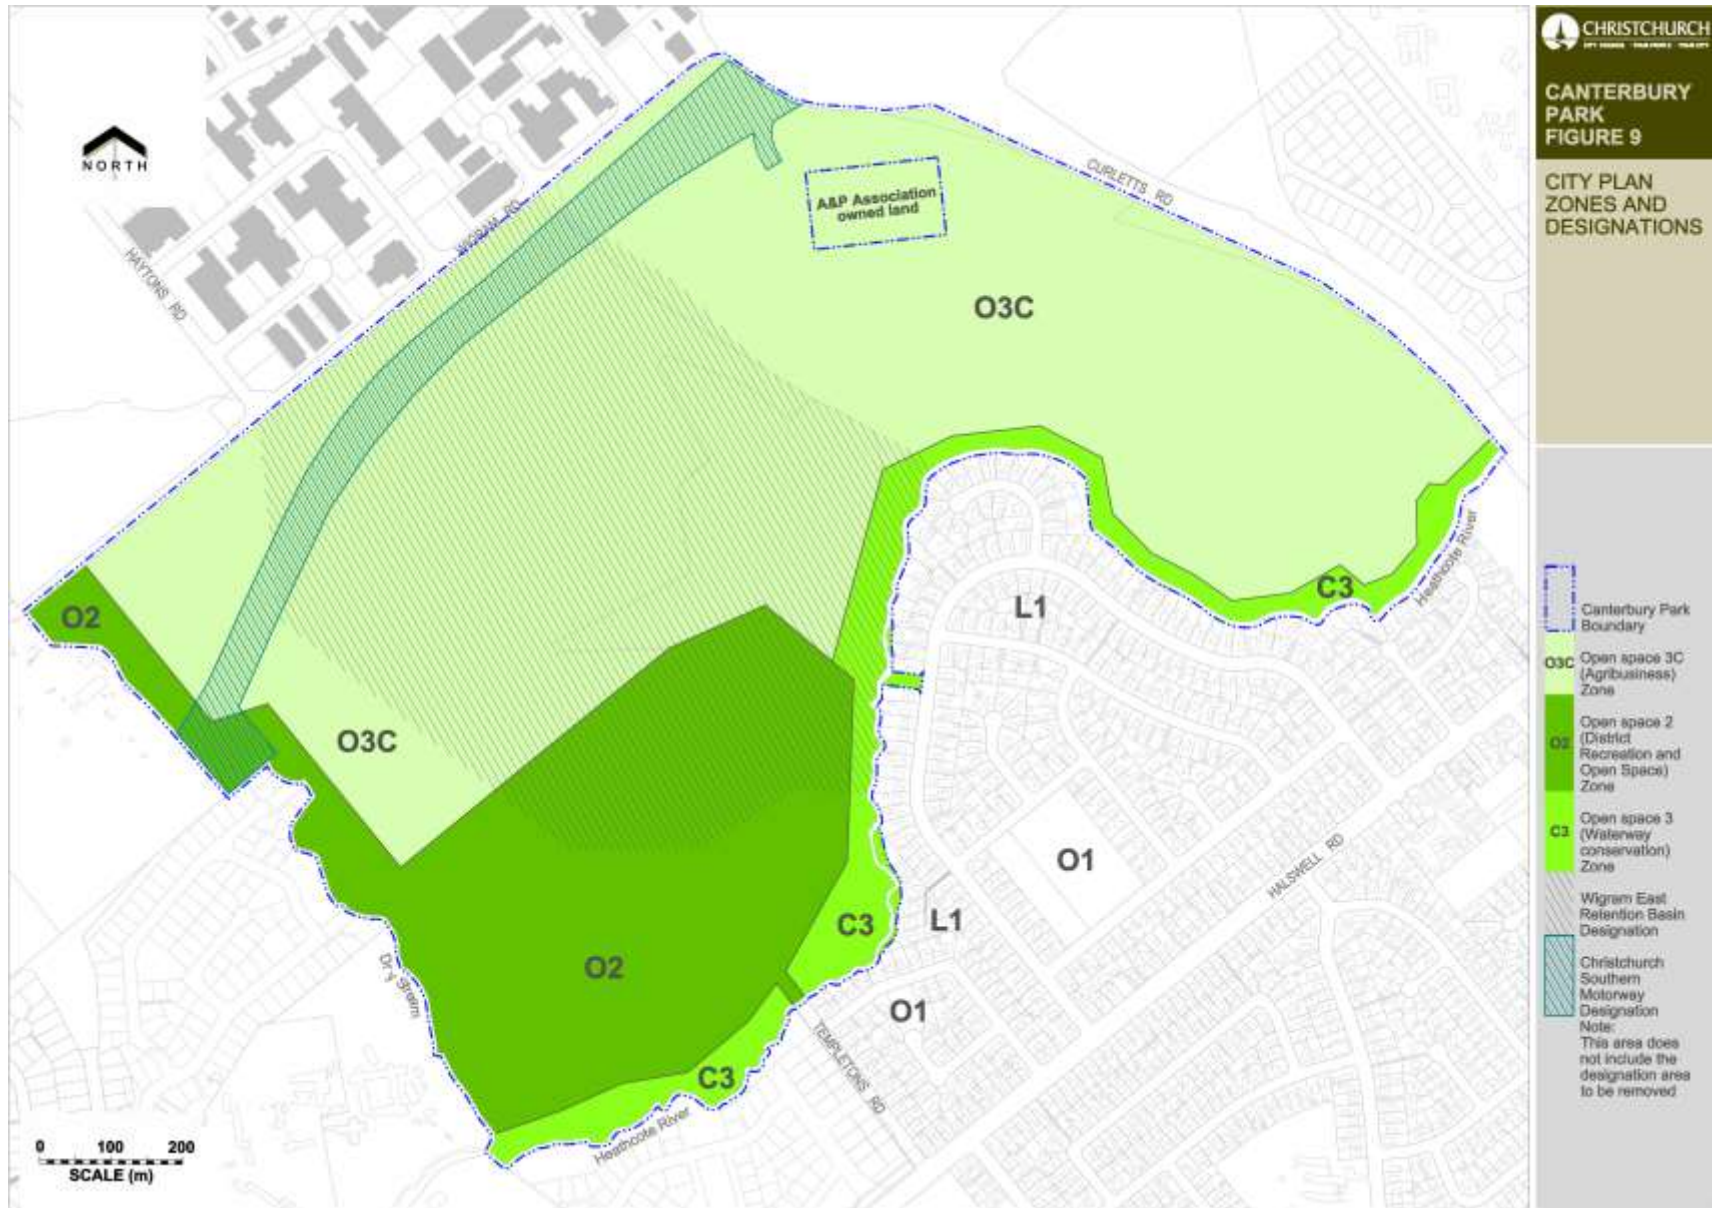 CHRISTCHURCH
CANTERBURY
PARK
FIGURE 9
CITY PLAN
ZONES AND
DESIGNATIONS
NORTH
HAYTONS RD
WIGRAM RD
CURLETTS RD
A&P Association
owned land
O3C
O2
O3C
L1
C3
Heathcote River
O1
HALSWELL RD
C3
L1
O2
O1
Dry Stream
TEMPLETONS RD
C3
Heathcote River
0 100 200
SCALE (m)
Canterbury Park
Boundary
O3C Open space 3C
(Agribusiness)
Zone
O2 Open space 2
(District
Recreation and
Open Space)
Zone
C3 Open space 3
(Waterway
conservation)
Zone
Wigram East
Retention Basin
Designation
Christchurch
Southern
Motorway
Designation
Note:
This area does
not include the
designation area
to be removed